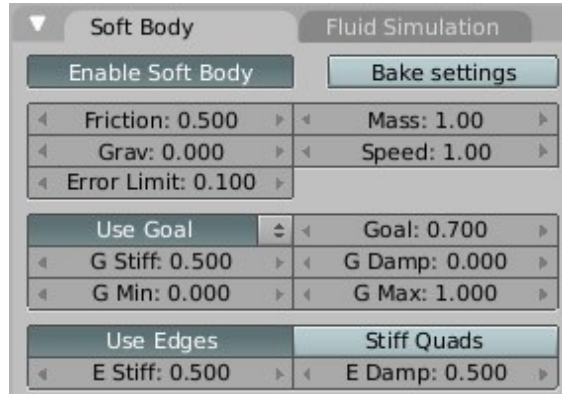 Soft Body Fluid Simulation
Enable Soft Body Bake settings
Friction: 0.500 Mass: 1.00
Grav: 0.000 Speed: 1.00
Error Limit: 0.100
Use Goal Goal: 0.700
G Stiff: 0.500 G Damp: 0.000
G Min: 0.000 G Max: 1.000
Use Edges Stiff Quads
E Stiff: 0.500 E Damp: 0.500